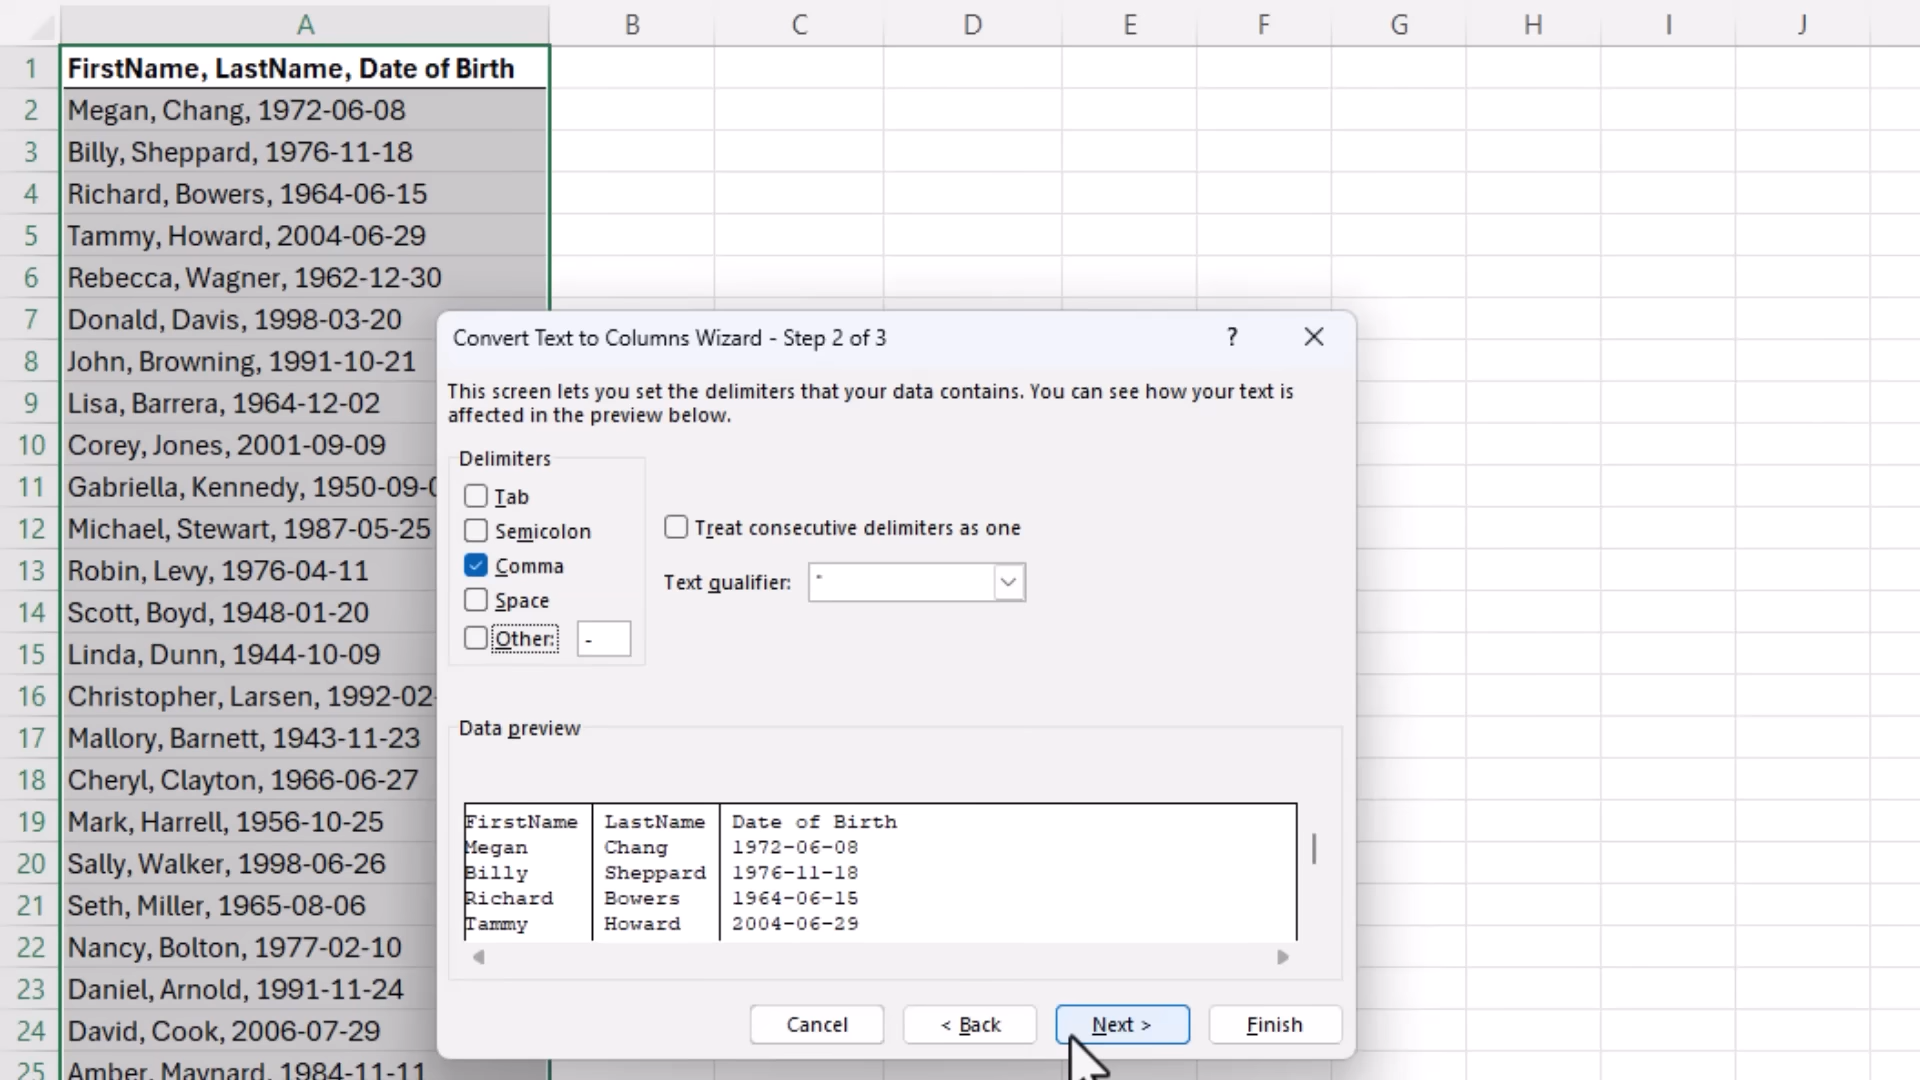 A B C D E F G H I J
1 FirstName, LastName, Date of Birth
2 Megan, Chang, 1972-06-08
3 Billy, Sheppard, 1976-11-18
4 Richard, Bowers, 1964-06-15
5 Tammy, Howard, 2004-06-29
6 Rebecca, Wagner, 1962-12-30
7 Donald, Davis, 1998-03-20
8 John, Browning, 1991-10-21
9 Lisa, Barrera, 1964-12-02
10 Corey, Jones, 2001-09-09
11 Gabriella, Kennedy, 1950-09-0
12 Michael, Stewart, 1987-05-25
13 Robin, Levy, 1976-04-11
14 Scott, Boyd, 1948-01-20
15 Linda, Dunn, 1944-10-09
16 Christopher, Larsen, 1992-02-
17 Mallory, Barnett, 1943-11-23
18 Cheryl, Clayton, 1966-06-27
19 Mark, Harrell, 1956-10-25
20 Sally, Walker, 1998-06-26
21 Seth, Miller, 1965-08-06
22 Nancy, Bolton, 1977-02-10
23 Daniel, Arnold, 1991-11-24
24 David, Cook, 2006-07-29
25 Amber, Maynard, 1984-11-11
Convert Text to Columns Wizard - Step 2 of 3 ?
This screen lets you set the delimiters that your data contains. You can see how your text is
affected in the preview below.
Delimiters
Tab
Semicolon
Comma
Space
Other: -
Treat consecutive delimiters as one
Text qualifier: "
Data preview
FirstName LastName Date of Birth
Megan Chang 1972-06-08
Billy Sheppard 1976-11-18
Richard Bowers 1964-06-15
Tammy Howard 2004-06-29
Cancel < Back Next > Finish